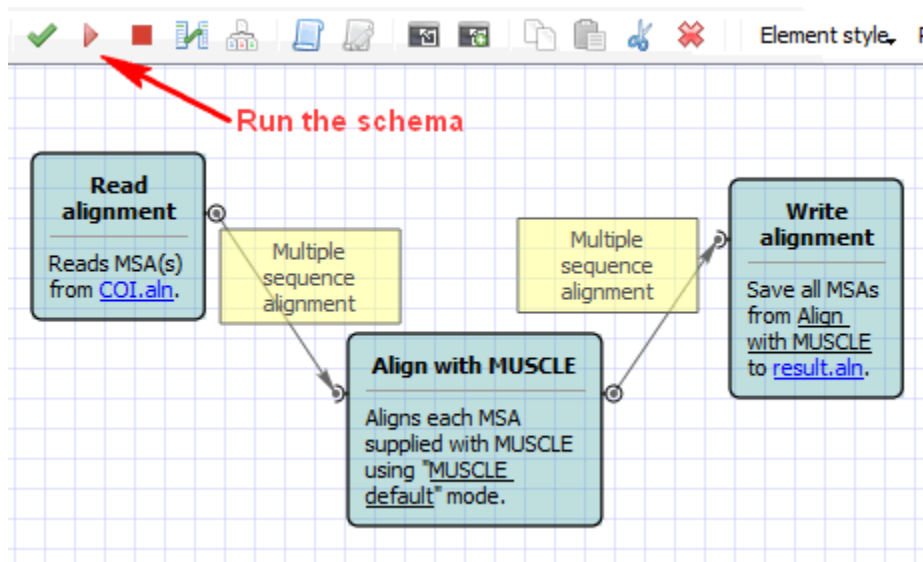 Element style
Run the schema
Read
alignment
Reads MSA(s)
from COI.aln.
Multiple
sequence
alignment
Align with MUSCLE
Aligns each MSA
supplied with MUSCLE
using "MUSCLE
default" mode.
Multiple
sequence
alignment
Write
alignment
Save all MSAs
from Align
with MUSCLE
to result.aln.